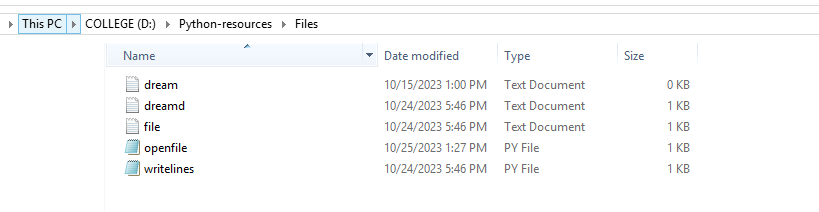 This PC COLLEGE (D:) Python-resources Files
Name Date modified Type Size
dream 10/15/2023 1:00 PM Text Document 0 KB
dreamd 10/24/2023 5:46 PM Text Document 1 KB
file 10/24/2023 5:46 PM Text Document 1 KB
openfile 10/25/2023 1:27 PM PY File 1 KB
writelines 10/24/2023 5:46 PM PY File 1 KB